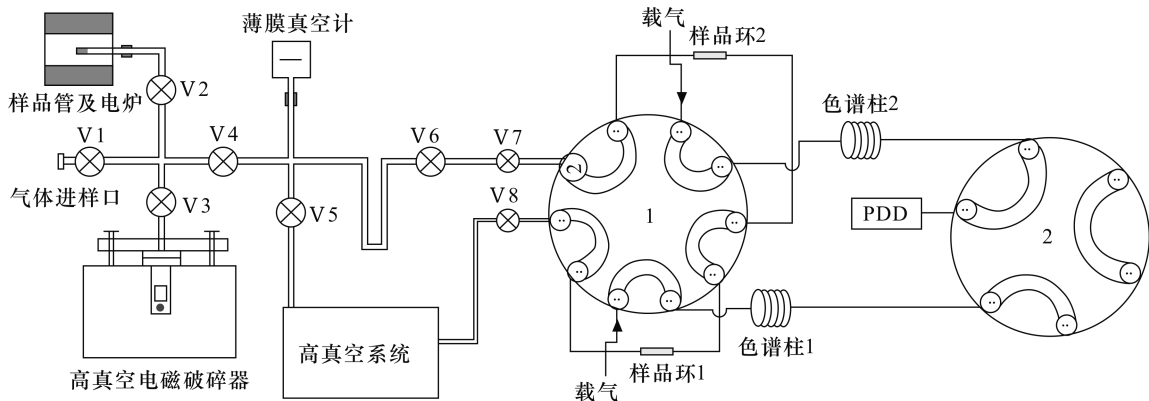 载气
薄膜真空计
样品环2
样品管及电炉
V2
色谱柱2
V1
V4
V6
V7
2
气体进样口
V3
V5
V8
1
PDD
2
高真空系统
色谱柱1
样品环1
高真空电磁破碎器
载气